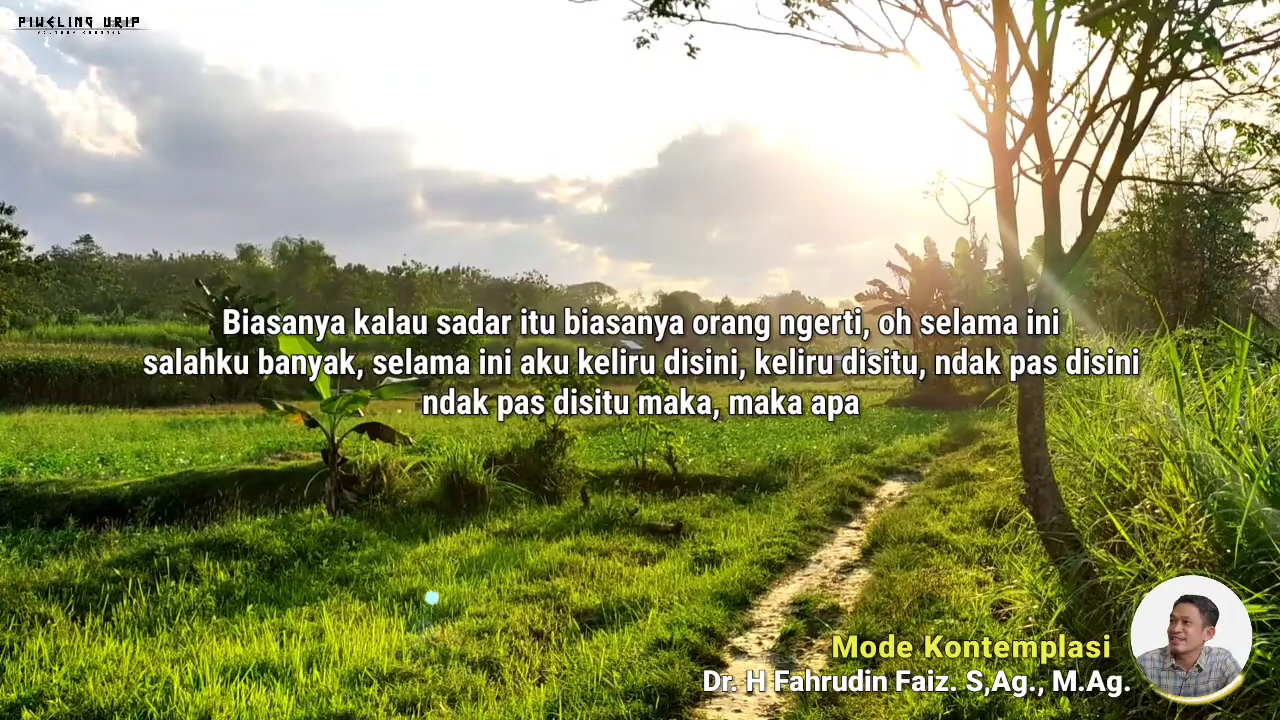 PIWELING URIP
Biasanya kalau sadar itu biasanya orang ngerti, oh selama ini
salahku banyak, selama ini aku keliru disini, keliru disitu, ndak pas disini
ndak pas disitu maka, maka apa
Mode Kontemplasi
Dr. H Fahrudin Faiz. S,Ag., M.Ag.